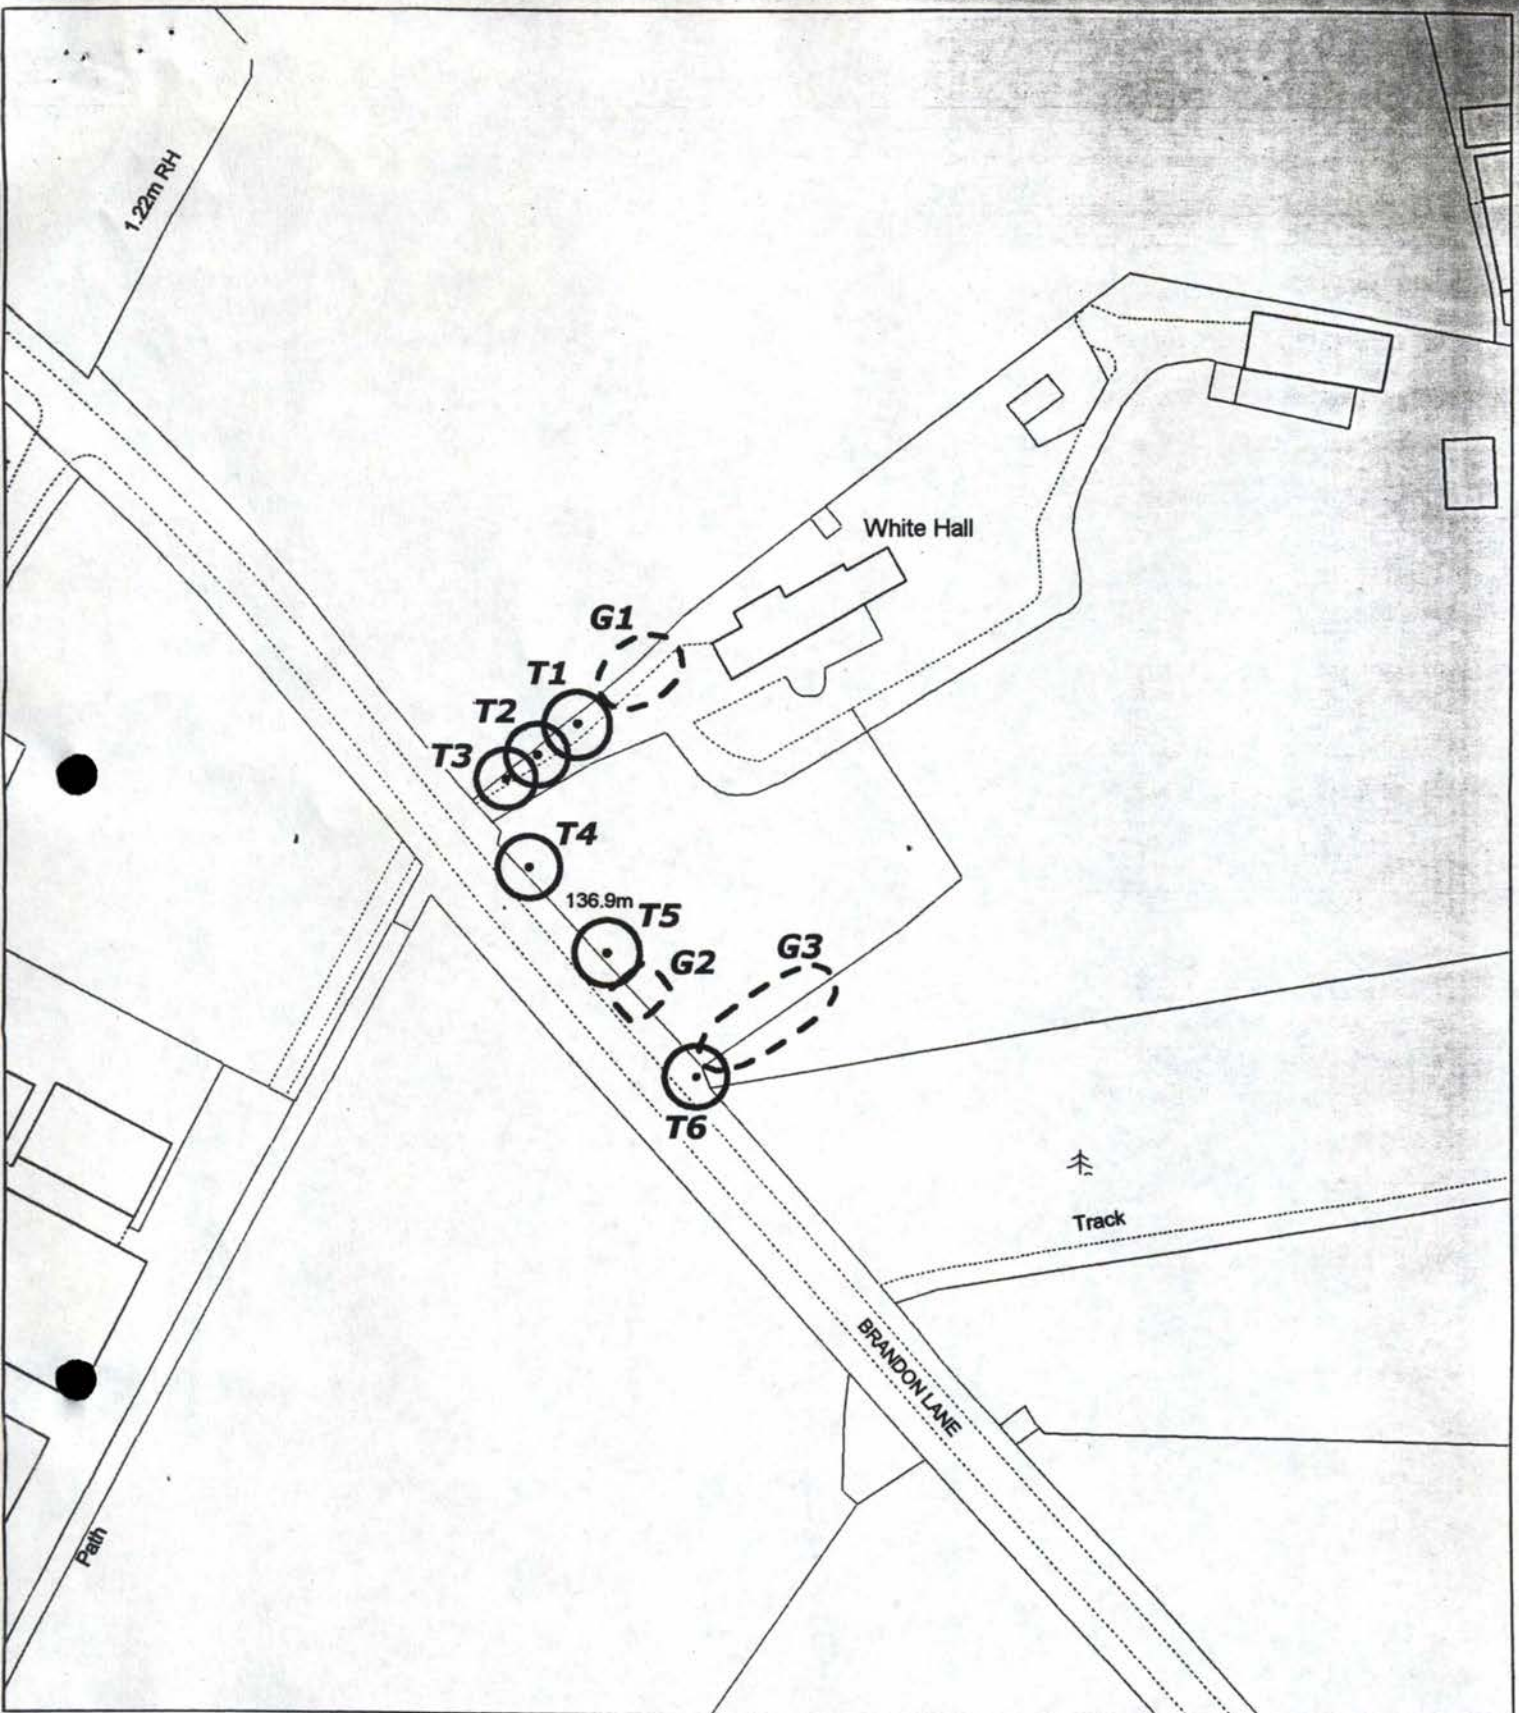 1.22m RH
White Hall
G1
T1
T2
T3
T4
136.9m
T5
G2
G3
T6
Track
BRANDON LANE
Path